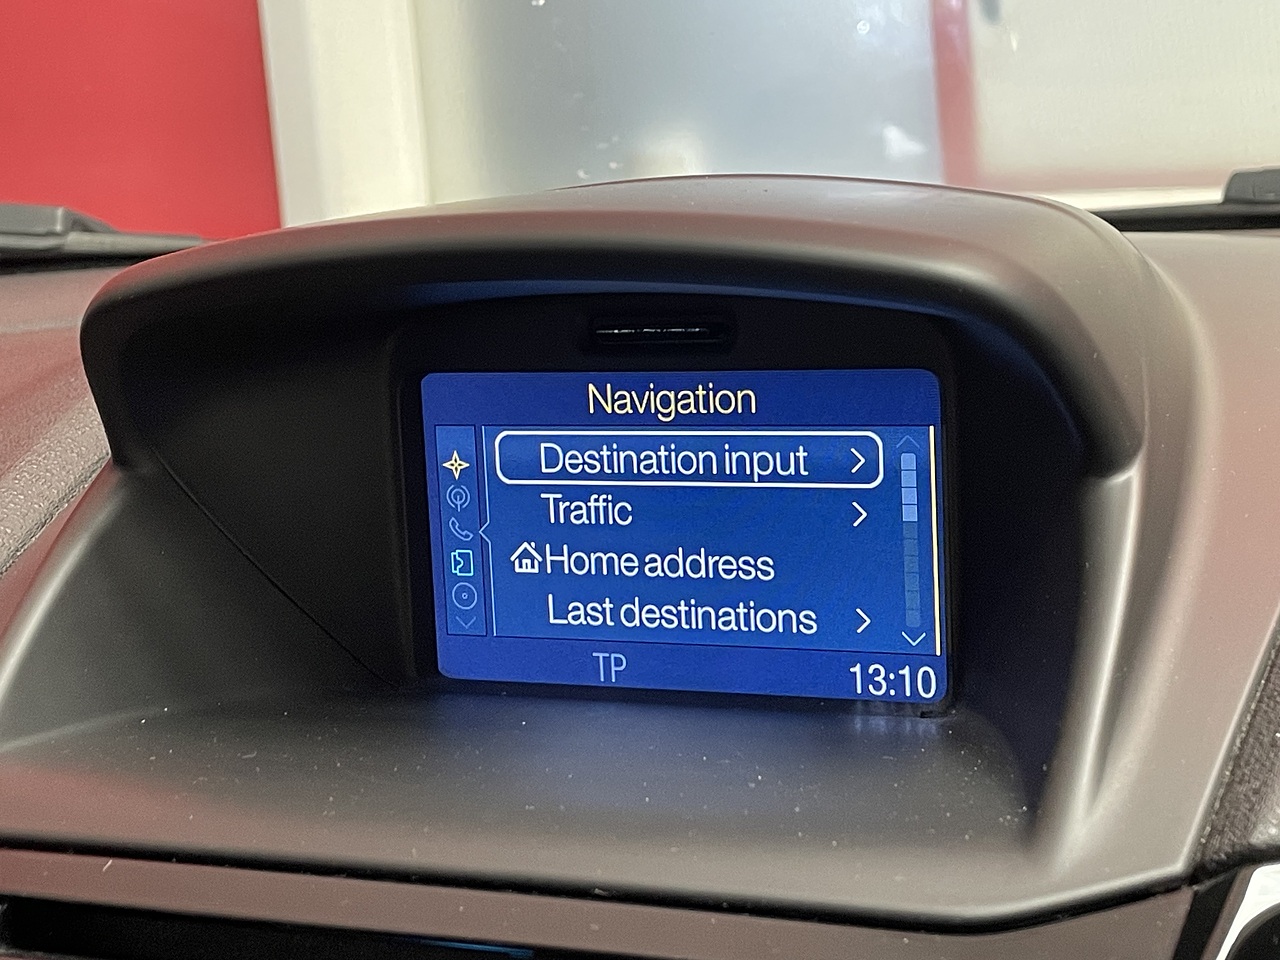 Navigation
Destination input
Traffic
Home address
Last destinations
TP
13:10